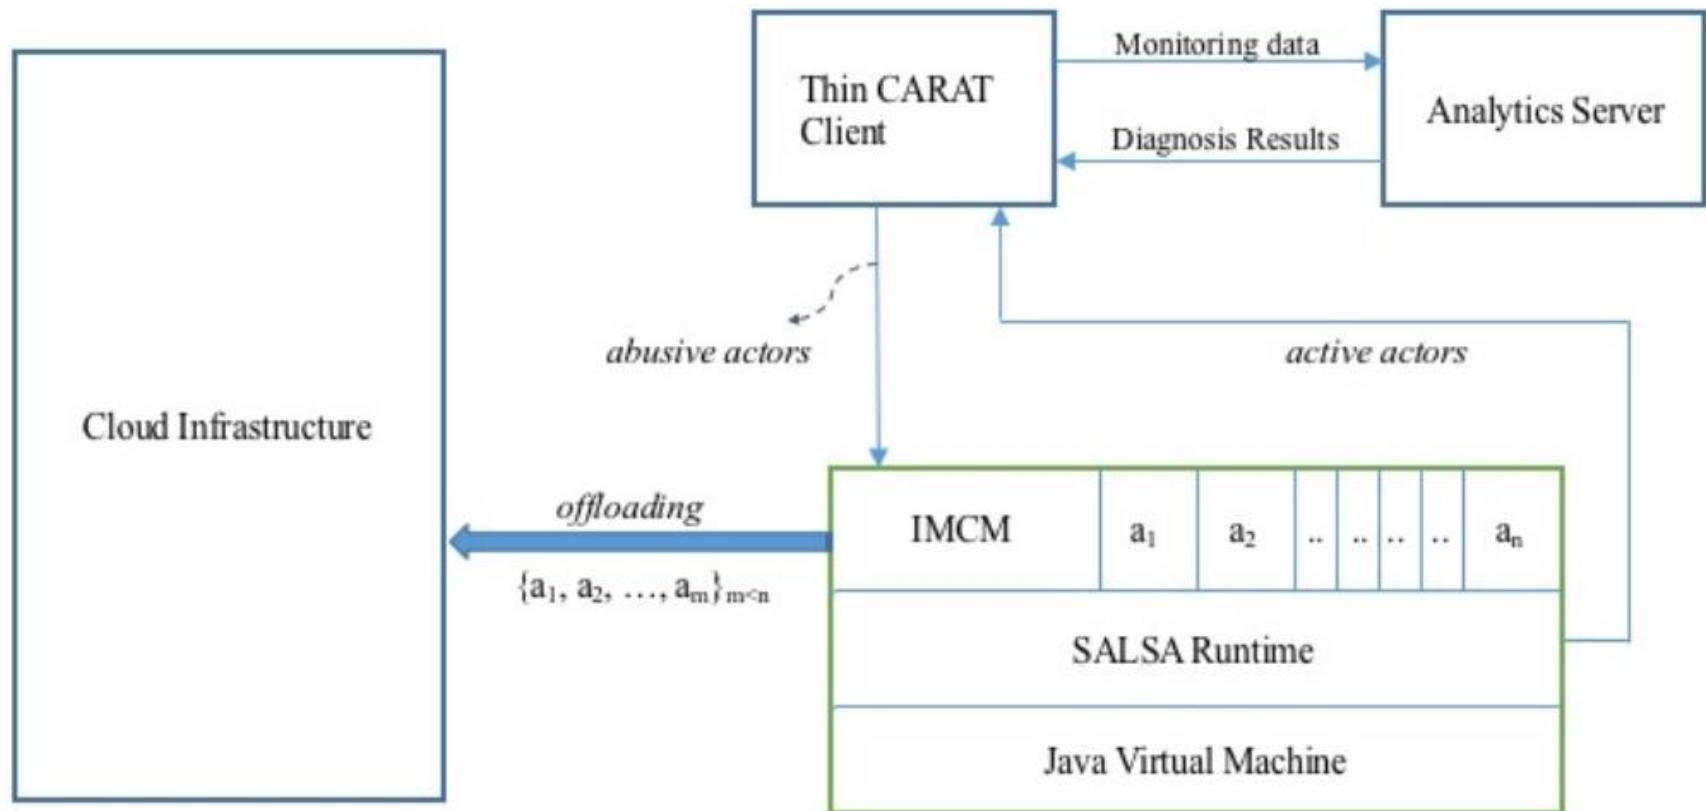 Thin CARAT
Client
Monitoring data
Diagnosis Results
Analytics Server
abusive actors
active actors
Cloud Infrastructure
offloading
{a₁, a₂, …, aₘ}ₘ<ₙ
IMCM a₁ a₂ .. .. .. .. aₙ
SALSA Runtime
Java Virtual Machine